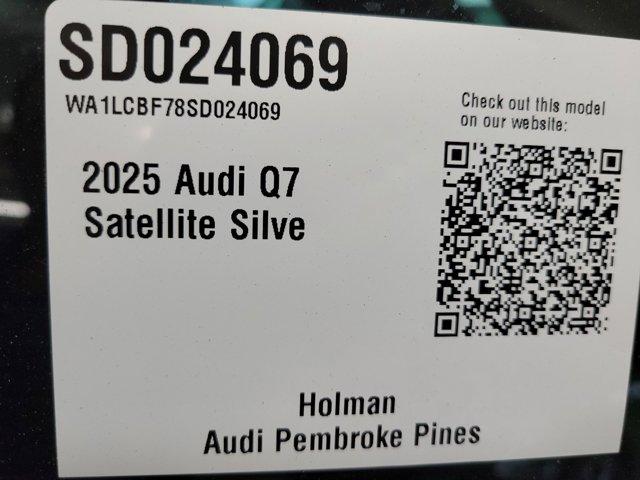 SD024069
WA1LCBF78SD024069
Check out this model
on our website:
2025 Audi Q7
Satellite Silve
Holman
Audi Pembroke Pines